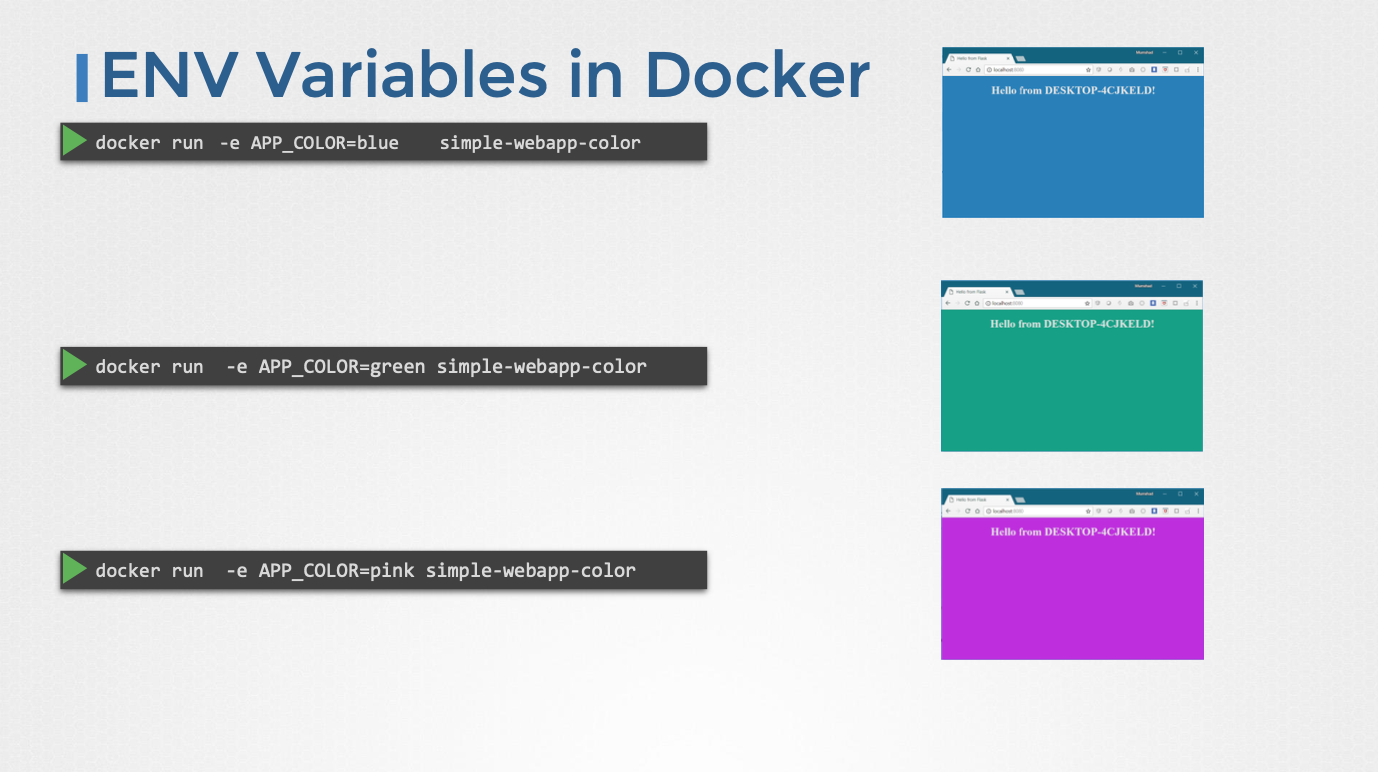 ENV Variables in Docker
docker run -e APP_COLOR=blue simple-webapp-color
Hello from Flask
localhost:8080
Hello from DESKTOP-4CJKELD!
docker run -e APP_COLOR=green simple-webapp-color
Hello from Flask
localhost:8080
Hello from DESKTOP-4CJKELD!
docker run -e APP_COLOR=pink simple-webapp-color
Hello from Flask
localhost:8080
Hello from DESKTOP-4CJKELD!